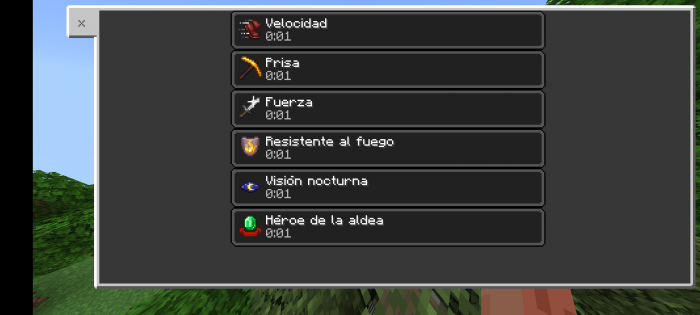 Velocidad
0:01
Prisa
0:01
Fuerza
0:01
Resistente al fuego
0:01
Visión nocturna
0:01
Héroe de la aldea
0:01